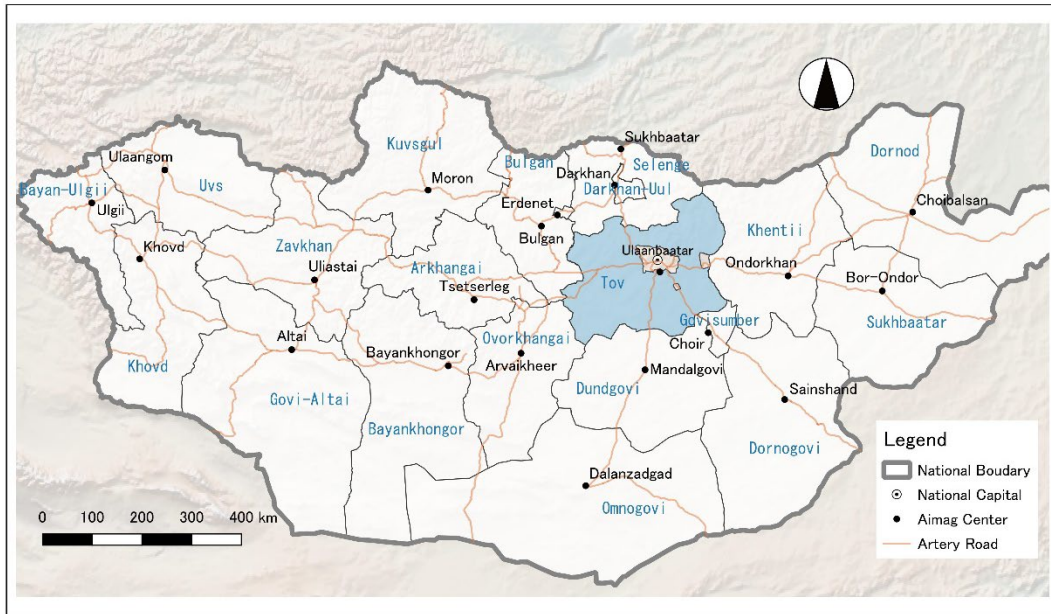 Sukhbaatar
Kuvsgul
Bulgan
Selenge
Dornod
Ulaangom
Darkhan
Bayan-Ulgii
Uvs
Moron
Darkhan-Uul
Ulgii
Erdenet
Choibalsan
Bulgan
Khentii
Khovd
Zavkhan
Ulaanbaatar
Uliastai
Arkhangai
Tov
Ondorkhan
Bor-Ondor
Tsetserleg
Sukhbaatar
Govisumber
Altai
Ovorkhangai
Choir
Bayankhongor
Arvaikheer
Khovd
Mandalgovi
Dundgovi
Sainshand
Govi-Altai
Bayankhongor
Dornogovi
Dalanzadgad
Omnogovi
Legend
National Boudary
National Capital
Aimag Center
Artery Road
0 100 200 300 400 km